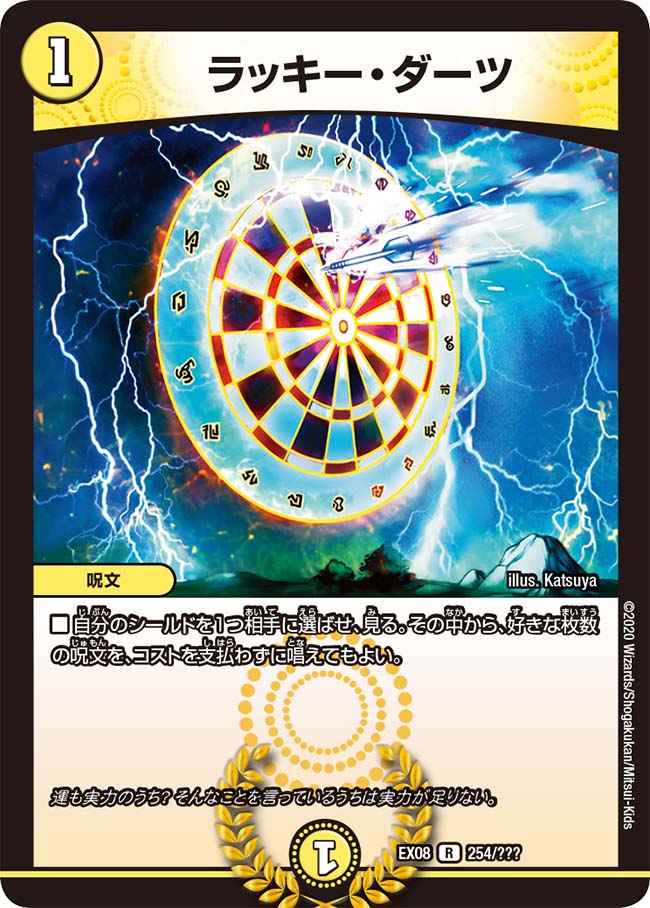 1
ラッキー・ダーツ
呪文
illus. Katsuya
■ 自分のシールドを1つ相手に選ばせ、見る。その中から、好きな枚数
の呪文を、コストを支払わずに唱えてもよい。
運も実力のうち? そんなことを言っているうちは実力が足りない。
1
EX08 R 254/???
©2020 Wizards/Shogakukan/Mitsui-Kids